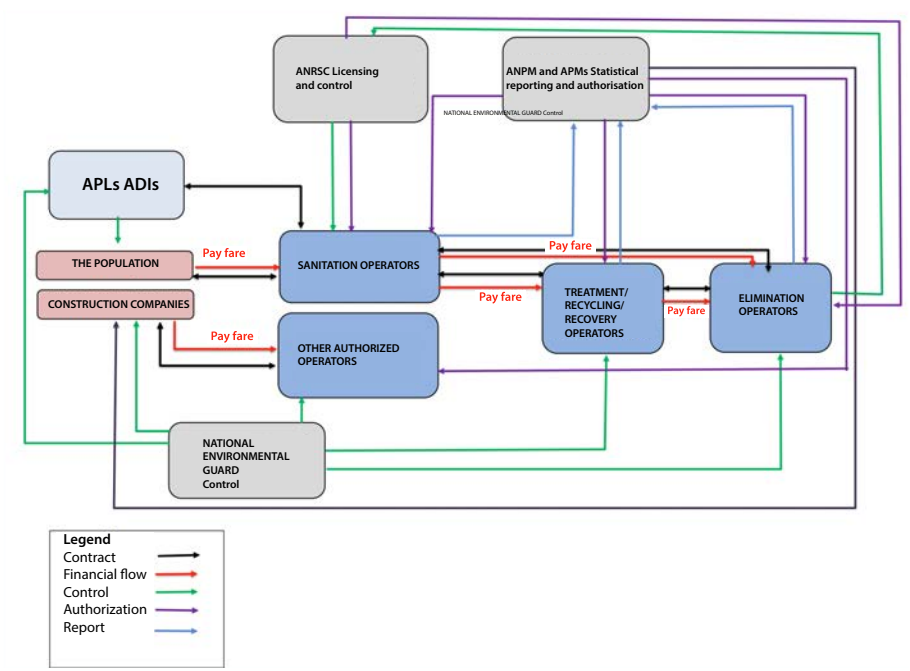 ANRSC Licensing
and control
ANPM and APMs Statistical
reporting and authorisation
NATIONAL ENVIRONMENTAL GUARD Control
APLs ADIs
THE POPULATION
Pay fare
SANITATION OPERATORS
Pay fare
CONSTRUCTION COMPANIES
Pay fare
OTHER AUTHORIZED
OPERATORS
Pay fare
TREATMENT/
RECYCLING/
RECOVERY
OPERATORS
Pay fare
ELIMINATION
OPERATORS
NATIONAL
ENVIRONMENTAL
GUARD
Control
Legend
Contract
Financial flow
Control
Authorization
Report